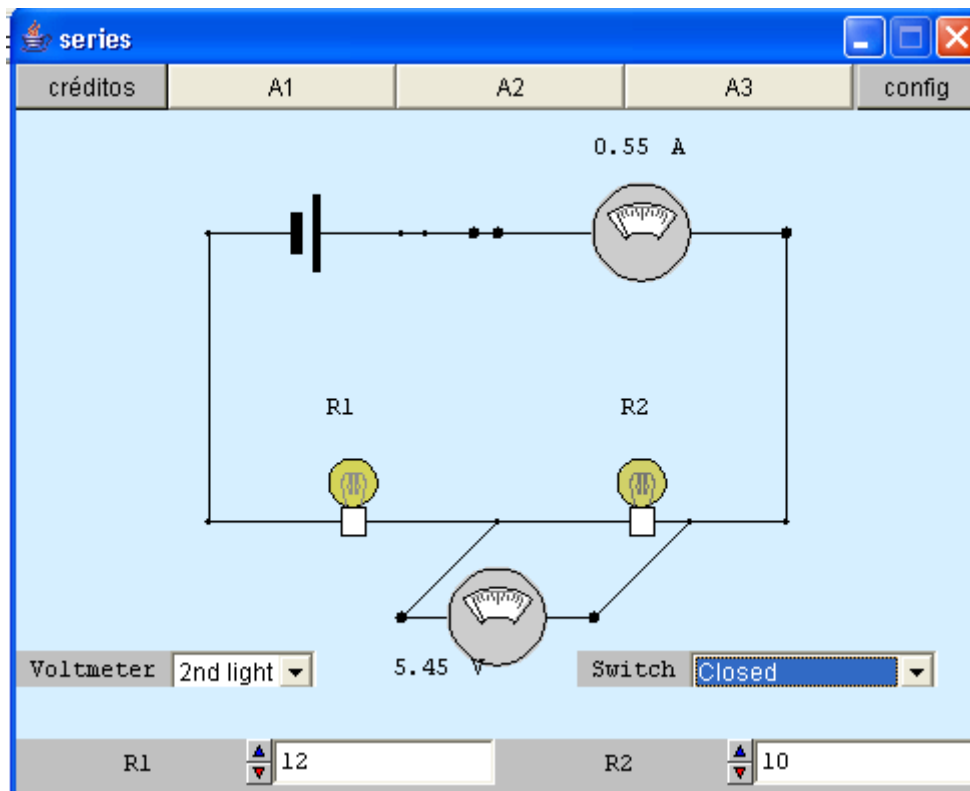 series
créditos A1 A2 A3 config
0.55 A
R1 R2
Voltmeter 2nd light 5.45 V Switch Closed
R1 12 R2 10